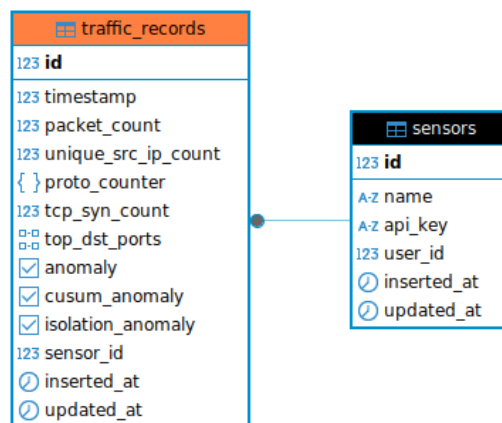 traffic_records
123 id
123 timestamp
123 packet_count
123 unique_src_ip_count
{ } proto_counter
123 tcp_syn_count
top_dst_ports
anomaly
cusum_anomaly
isolation_anomaly
123 sensor_id
inserted_at
updated_at
sensors
123 id
A-Z name
A-Z api_key
123 user_id
inserted_at
updated_at